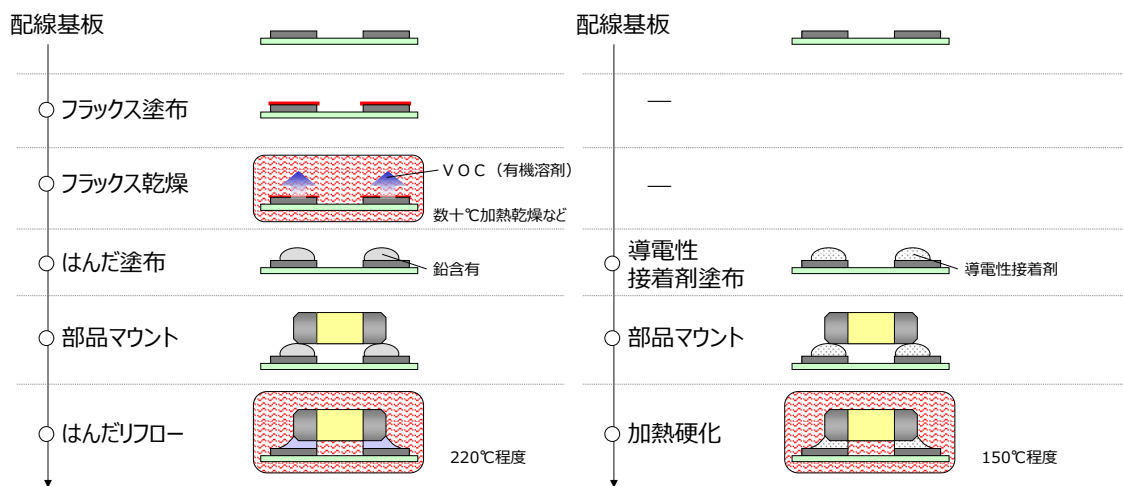 配線基板
フラックス塗布
フラックス乾燥
ＶＯＣ（有機溶剤）
数十℃加熱乾燥など
はんだ塗布
鉛含有
部品マウント
はんだリフロー
220℃程度
配線基板
―
―
導電性
接着剤塗布
導電性接着剤
部品マウント
加熱硬化
150℃程度